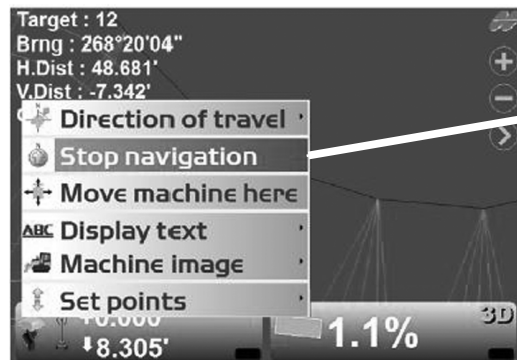 Target : 12
Brng : 268°20'04"
H.Dist : 48.681'
V.Dist : -7.342'
Direction of travel
Stop navigation
Move machine here
ABC Display text
Machine image
Set points
8.305'
1.1%
3D